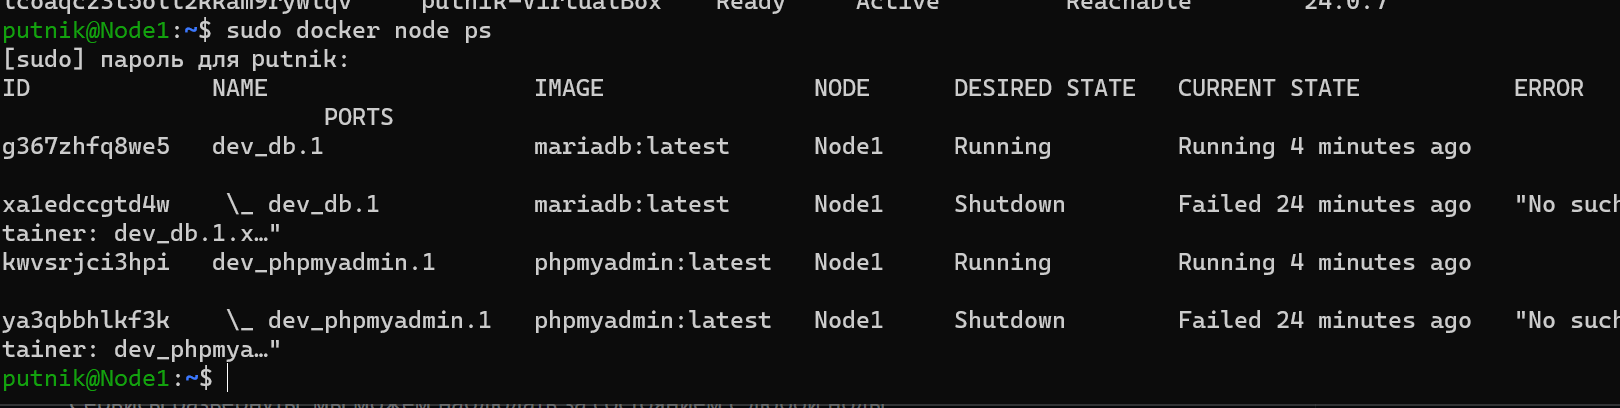 putnik-VirtualBox Ready Active Reachable 24.0.7
putnik@Node1:~$ sudo docker node ps
[sudo] пароль для putnik:
ID NAME IMAGE NODE DESIRED STATE CURRENT STATE ERROR
PORTS
g367zhfq8we5 dev_db.1 mariadb:latest Node1 Running Running 4 minutes ago
xa1edccgtd4w \_ dev_db.1 mariadb:latest Node1 Shutdown Failed 24 minutes ago "No such
tainer: dev_db.1.x…"
kwvsrjci3hpi dev_phpmyadmin.1 phpmyadmin:latest Node1 Running Running 4 minutes ago
ya3qbbhlkf3k \_ dev_phpmyadmin.1 phpmyadmin:latest Node1 Shutdown Failed 24 minutes ago "No such
tainer: dev_phpmya…"
putnik@Node1:~$